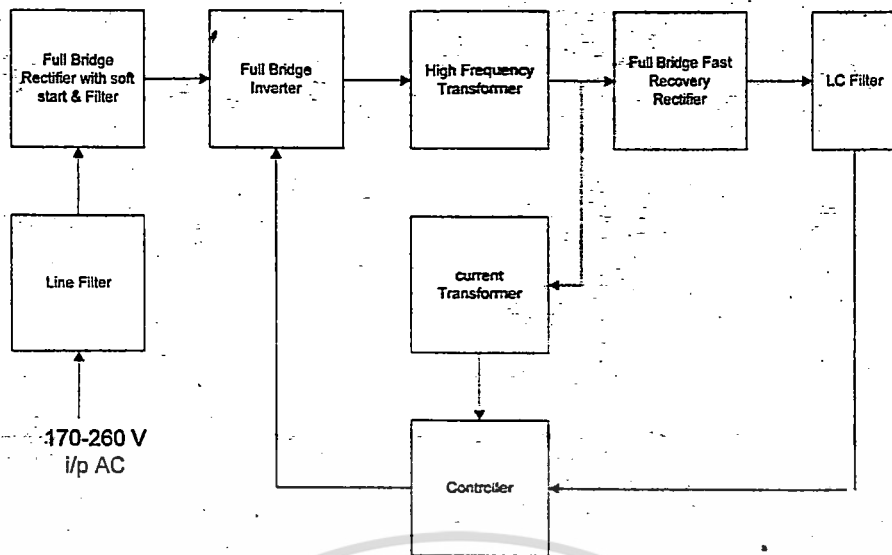 Full Bridge
Rectifier with soft
start & Filter
Full Bridge
Inverter
High Frequency
Transformer
Full Bridge Fast
Recovery
Rectifier
LC Filter
Line Filter
current
Transformer
170-260 V
i/p AC
Controller